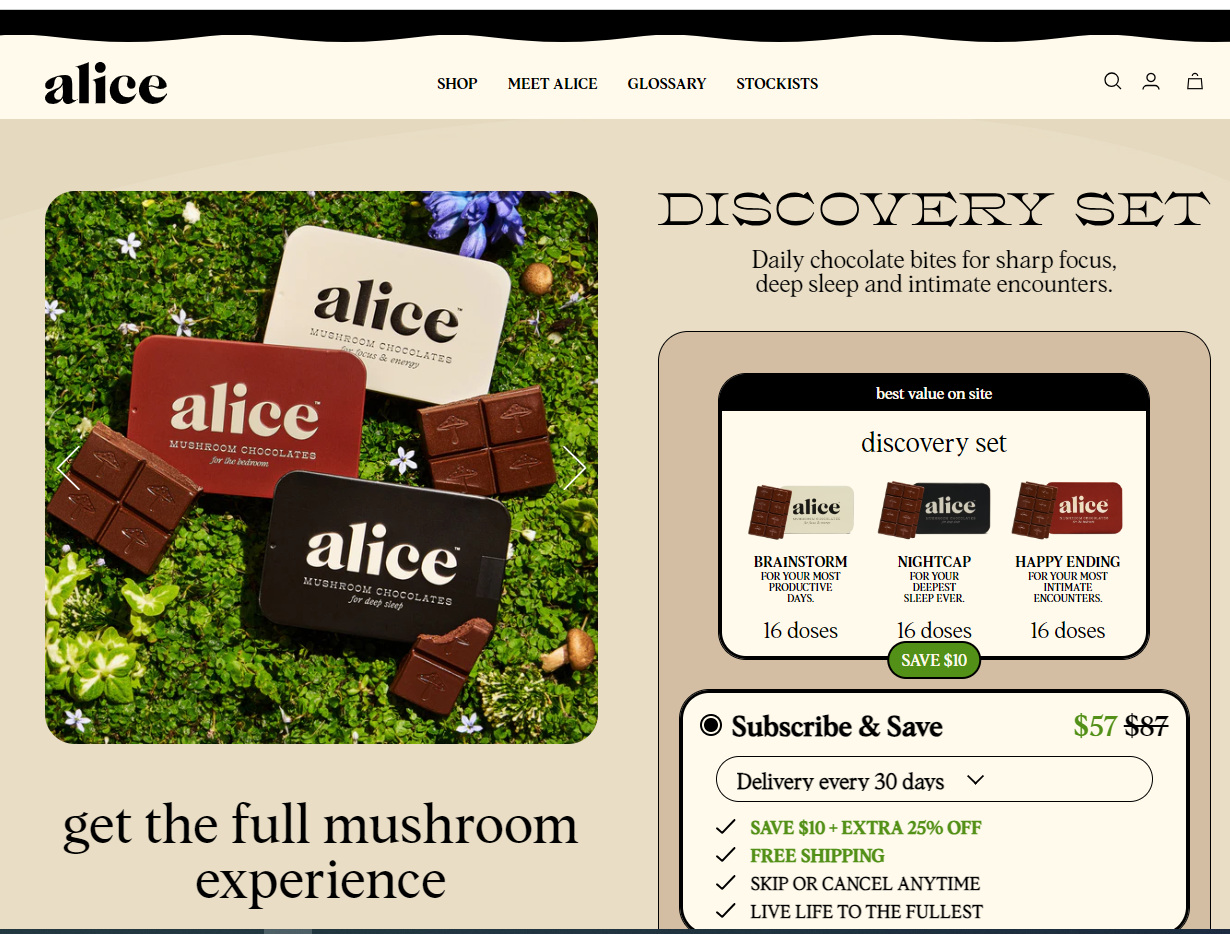 alice
SHOP
MEET ALICE
GLOSSARY
STOCKISTS
alice™
MUSHROOM CHOCOLATES
for focus & energy
alice™
MUSHROOM CHOCOLATES
for the bedroom
alice™
MUSHROOM CHOCOLATES
for deep sleep
get the full mushroom
experience
DISCOVERY SET
Daily chocolate bites for sharp focus,
deep sleep and intimate encounters.
best value on site
discovery set
alice
alice
alice
BRAINSTORM
FOR YOUR MOST
PRODUCTIVE
DAYS.
16 doses
NIGHTCAP
FOR YOUR
DEEPEST
SLEEP EVER.
16 doses
HAPPY ENDING
FOR YOUR MOST
INTIMATE
ENCOUNTERS.
16 doses
SAVE $10
Subscribe & Save
$57 $87
Delivery every 30 days
SAVE $10 + EXTRA 25% OFF
FREE SHIPPING
SKIP OR CANCEL ANYTIME
LIVE LIFE TO THE FULLEST